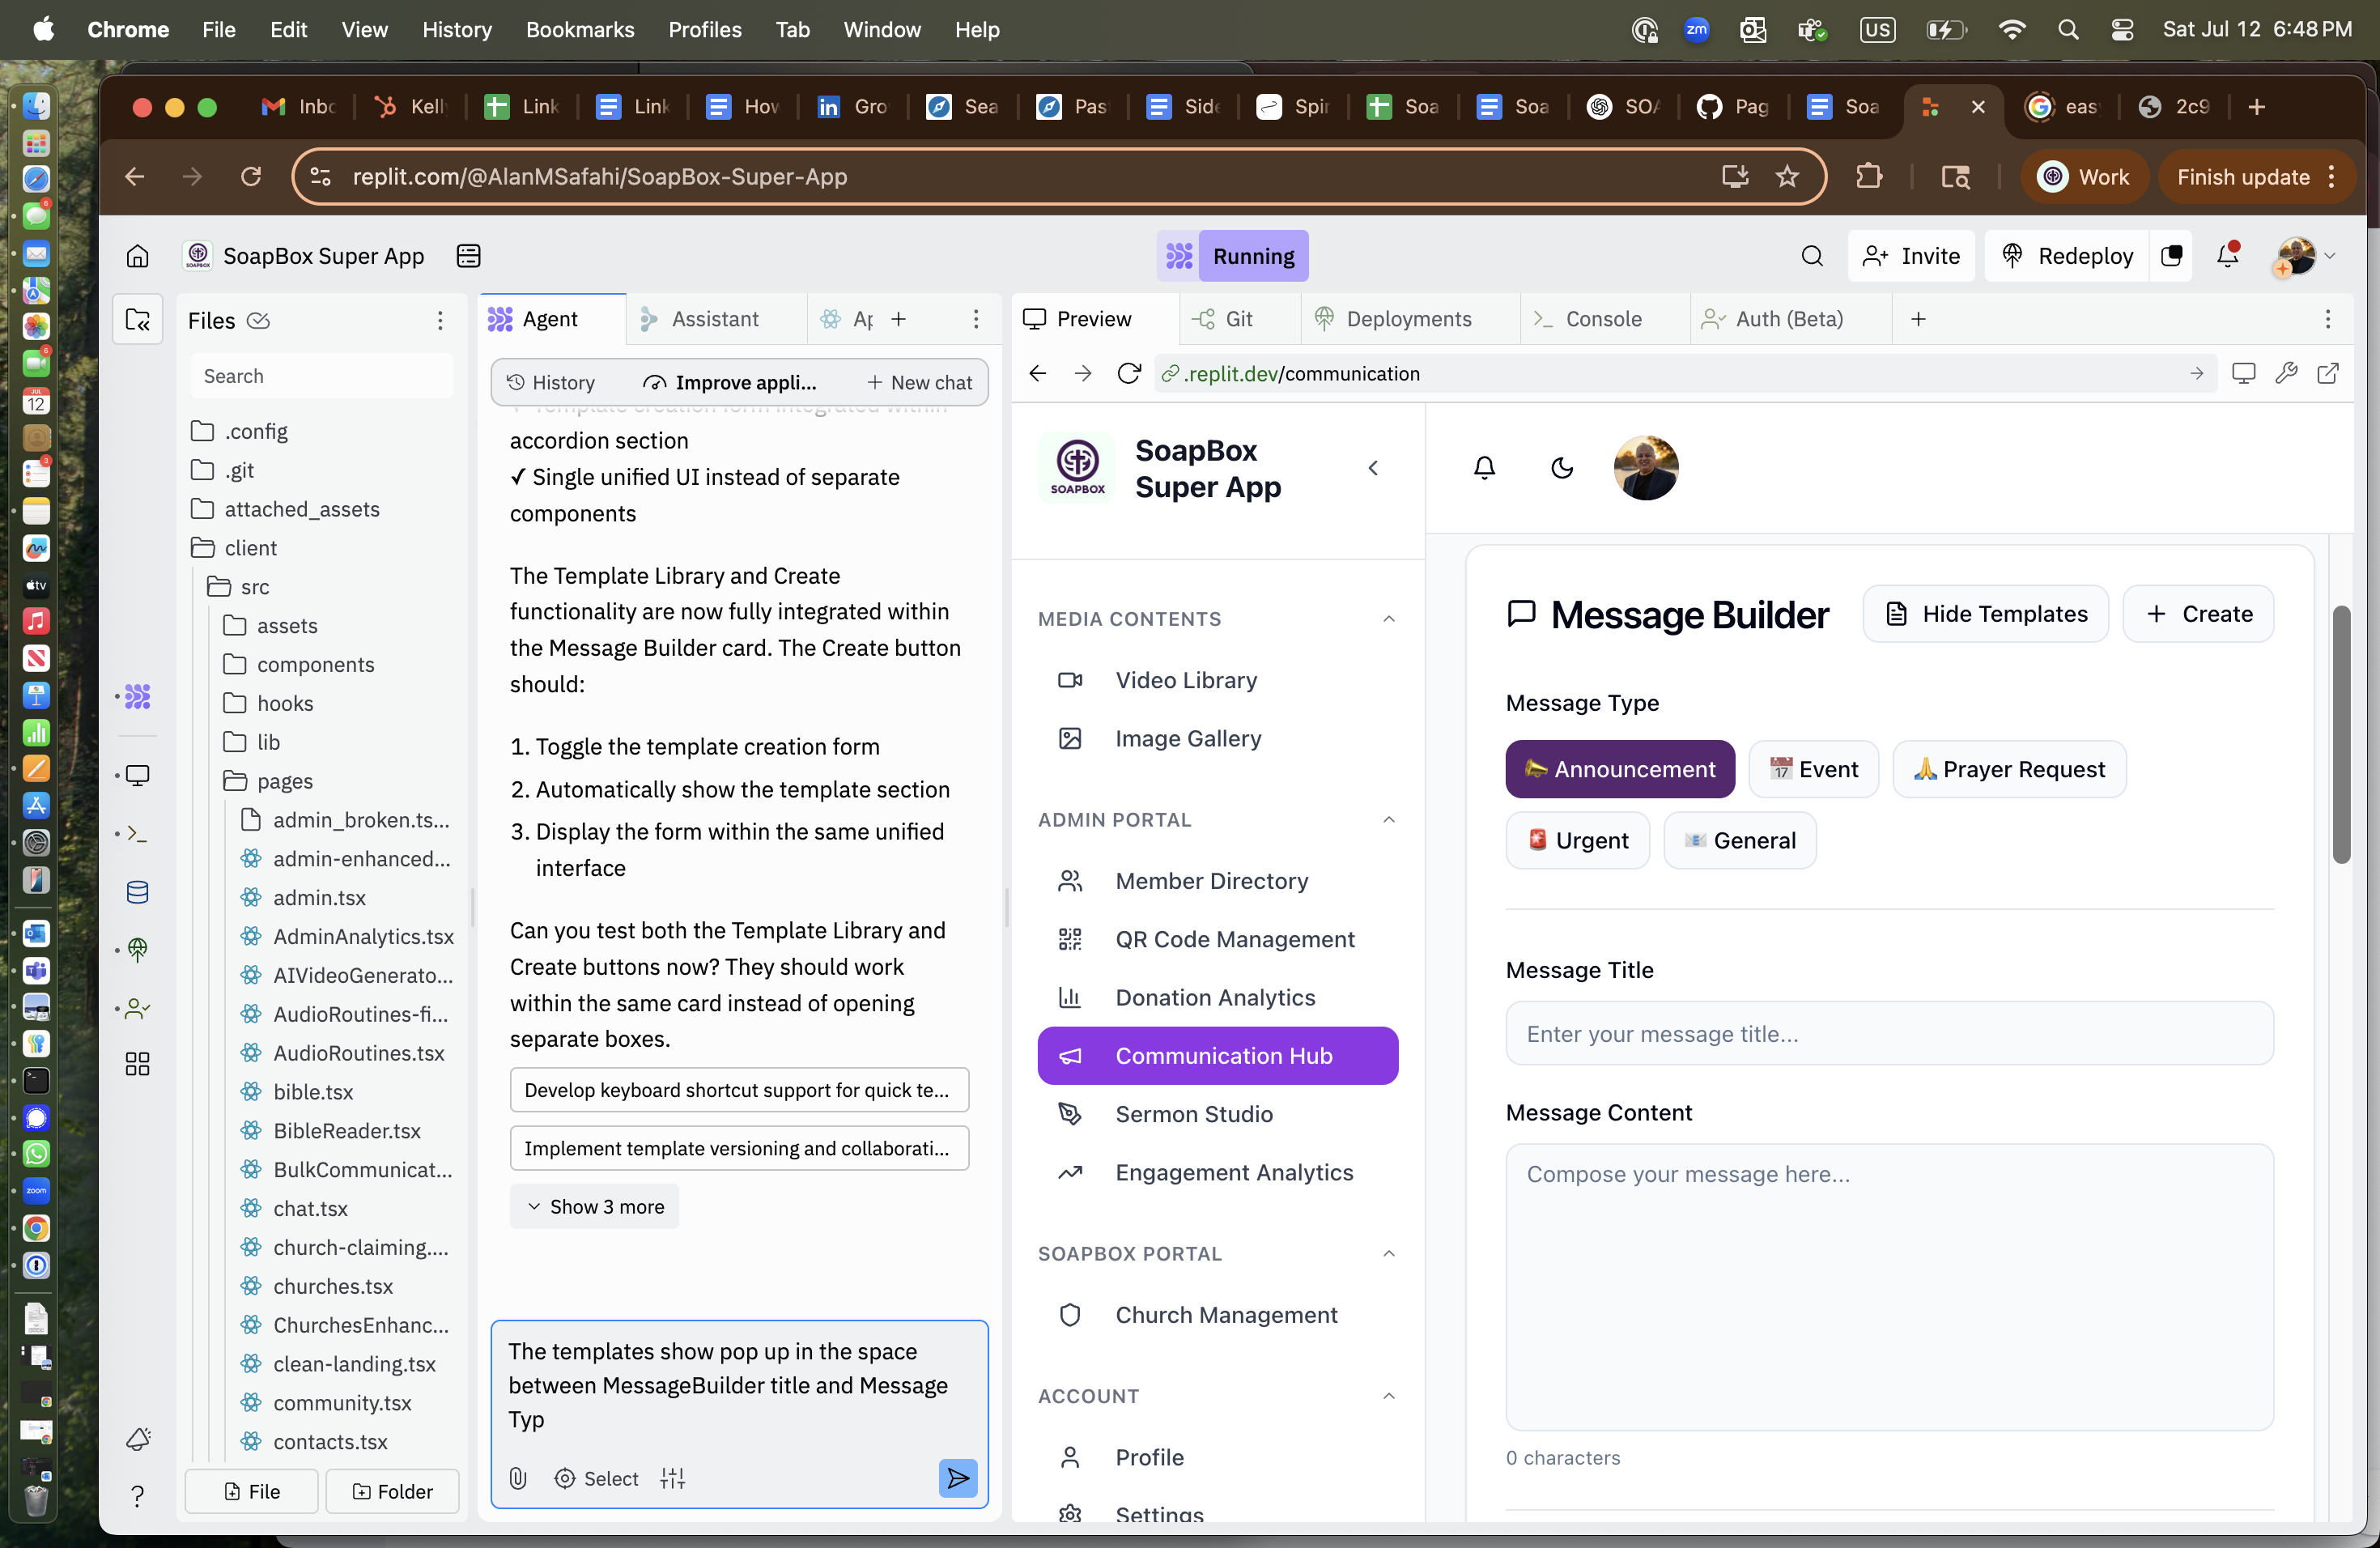 Chrome File Edit View History Bookmarks Profiles Tab Window Help
zm
US
Sat Jul 12 6:48 PM
Inbc
Kell
Link
Link
How
Gro
Sea
Pas
Side
Spir
Soa
Soa
SOA
Pag
Soa
eas
2c9
replit.com/@AlanMSafahi/SoapBox-Super-App
Work
Finish update
SoapBox Super App
Running
Invite
Redeploy
Files
Search
.config
.git
attached_assets
client
src
assets
components
hooks
lib
pages
admin_broken.ts...
admin-enhanced...
admin.tsx
AdminAnalytics.tsx
AIVideoGenerato...
AudioRoutines-fi...
AudioRoutines.tsx
bible.tsx
BibleReader.tsx
BulkCommunicat...
chat.tsx
church-claiming....
churches.tsx
ChurchesEnhanc...
clean-landing.tsx
community.tsx
contacts.tsx
File
Folder
Agent
Assistant
History
Improve appli...
New chat
✓ Template creation form integrated within
accordion section
✓ Single unified UI instead of separate
components
The Template Library and Create
functionality are now fully integrated within
the Message Builder card. The Create button
should:
1. Toggle the template creation form
2. Automatically show the template section
3. Display the form within the same unified
interface
Can you test both the Template Library and
Create buttons now? They should work
within the same card instead of opening
separate boxes.
Develop keyboard shortcut support for quick te...
Implement template versioning and collaborati...
Show 3 more
The templates show pop up in the space
between MessageBuilder title and Message
Typ
Select
Preview
Git
Deployments
Console
Auth (Beta)
.replit.dev/communication
SOAPBOX
SoapBox
Super App
MEDIA CONTENTS
Video Library
Image Gallery
ADMIN PORTAL
Member Directory
QR Code Management
Donation Analytics
Communication Hub
Sermon Studio
Engagement Analytics
SOAPBOX PORTAL
Church Management
ACCOUNT
Profile
Settings
Message Builder
Hide Templates
Create
Message Type
Announcement
Event
Prayer Request
Urgent
General
Message Title
Enter your message title...
Message Content
Compose your message here...
0 characters